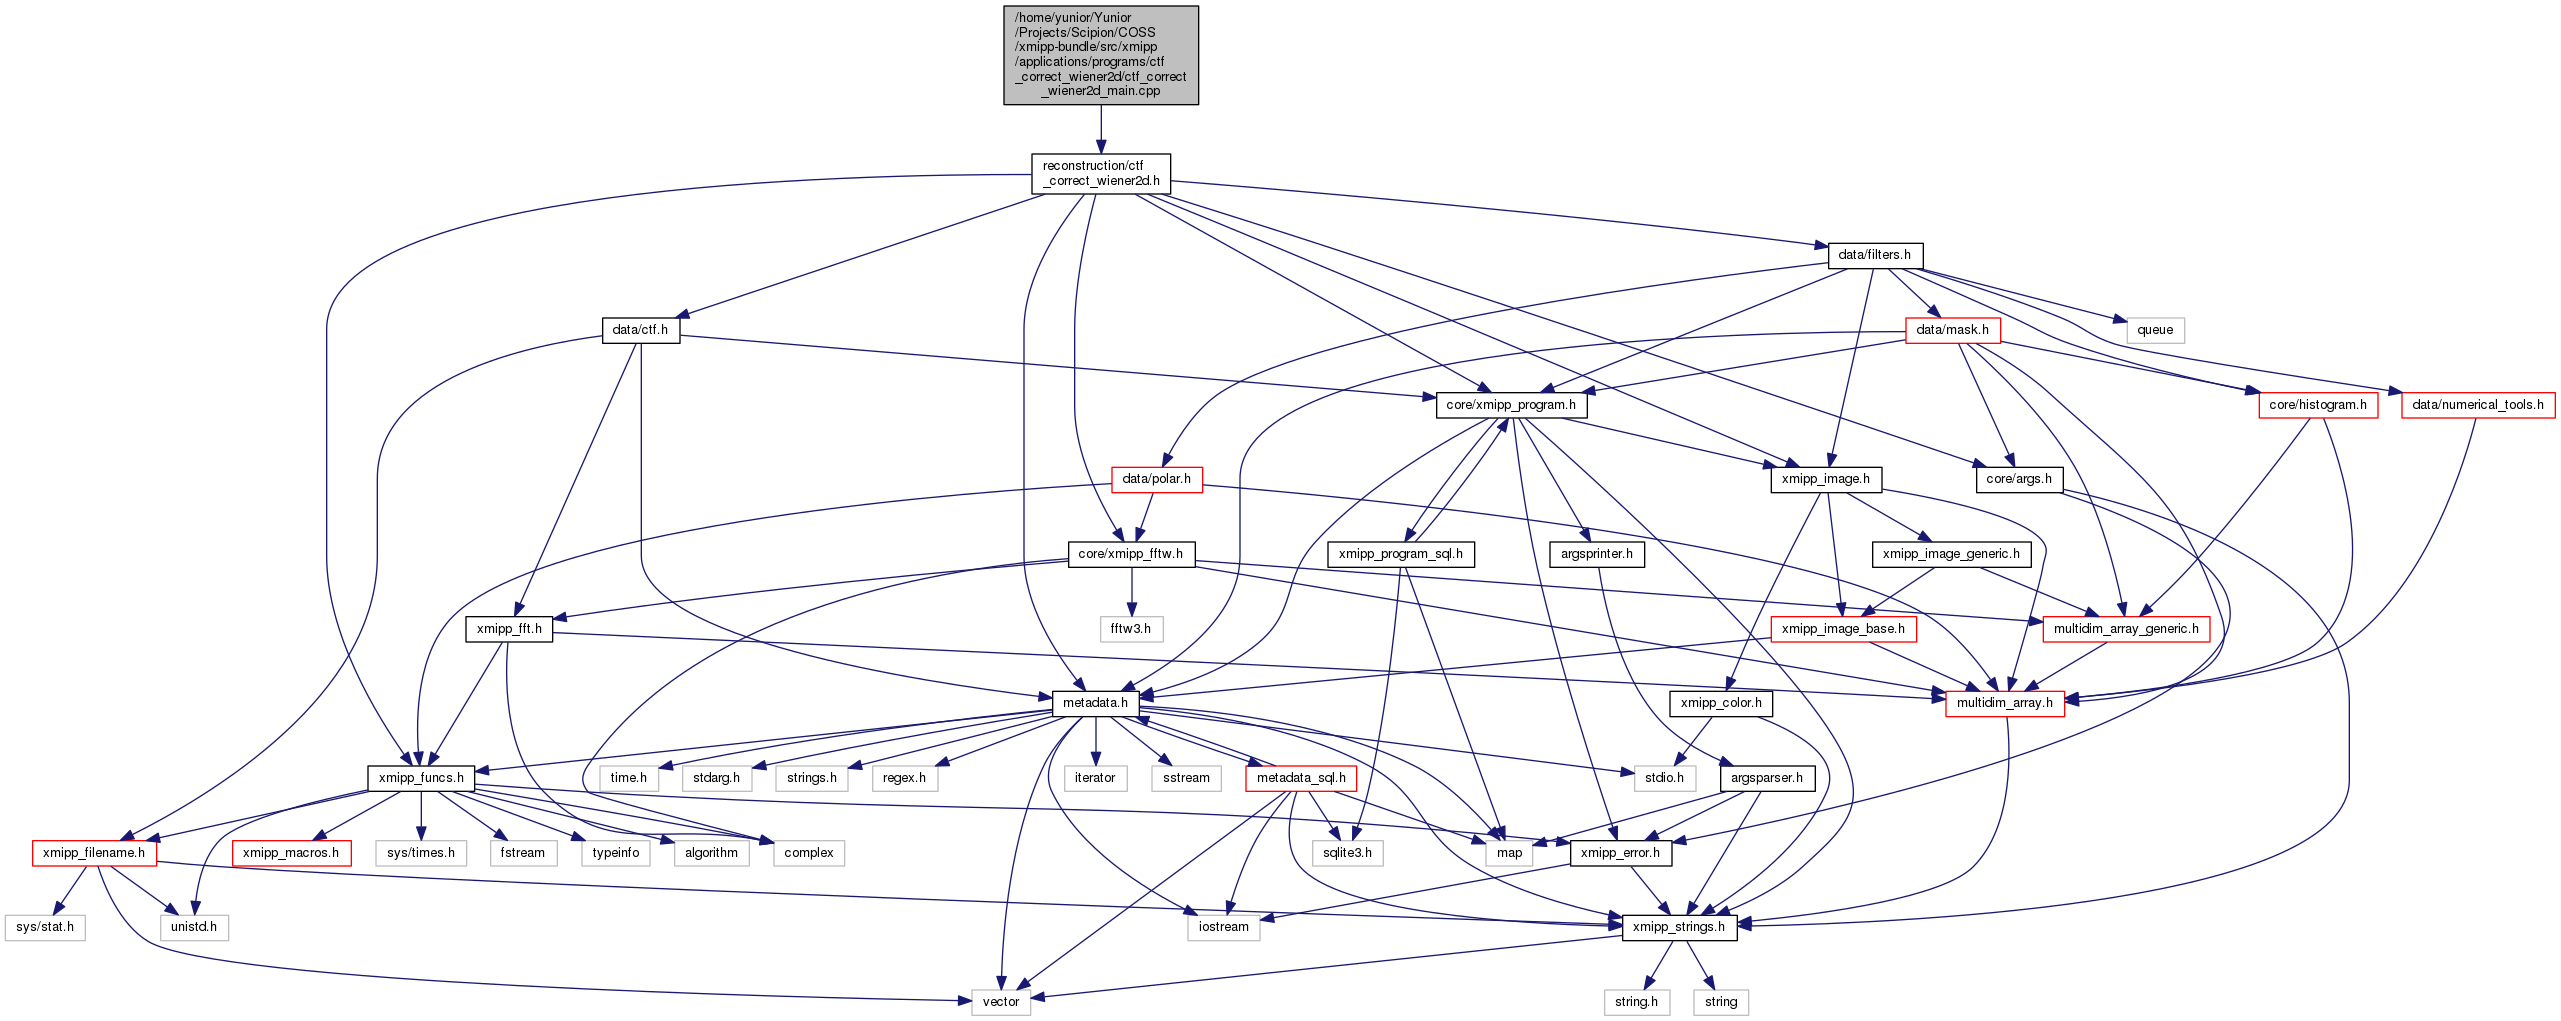 /home/yunior/Yunior
/Projects/Scipion/COSS
/xmipp-bundle/src/xmipp
/applications/programs/ctf
_correct_wiener2d/ctf_correct
_wiener2d_main.cpp
reconstruction/ctf
_correct_wiener2d.h
data/filters.h
data/ctf.h
data/mask.h
queue
core/xmipp_program.h
core/histogram.h
data/numerical_tools.h
data/polar.h
xmipp_image.h
core/args.h
core/xmipp_fftw.h
xmipp_program_sql.h
argsprinter.h
xmipp_image_generic.h
xmipp_fft.h
fftw3.h
xmipp_image_base.h
multidim_array_generic.h
metadata.h
xmipp_color.h
multidim_array.h
xmipp_funcs.h
time.h
stdarg.h
strings.h
regex.h
iterator
sstream
metadata_sql.h
stdio.h
argsparser.h
xmipp_filename.h
xmipp_macros.h
sys/times.h
fstream
typeinfo
algorithm
complex
sqlite3.h
map
xmipp_error.h
sys/stat.h
unistd.h
iostream
xmipp_strings.h
vector
string.h
string